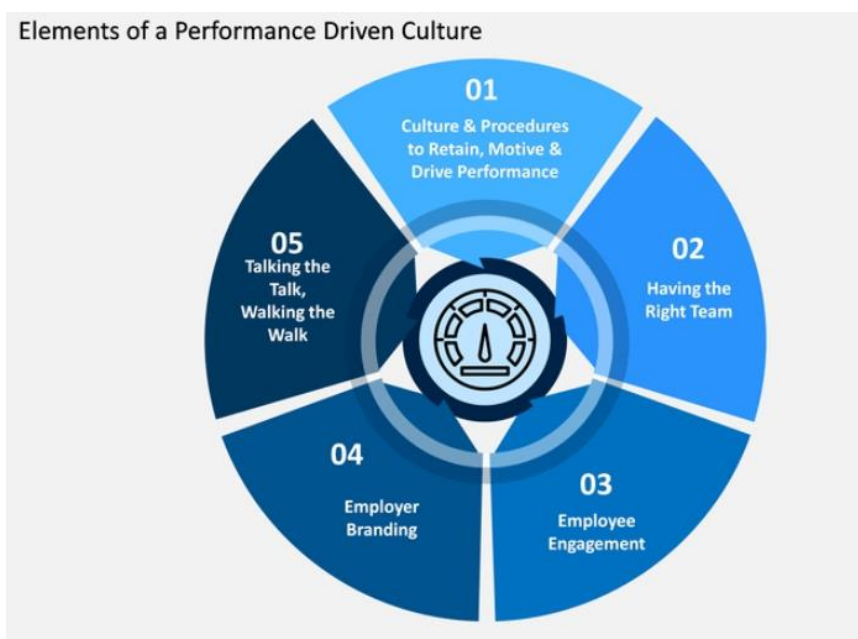 Elements of a Performance Driven Culture
01
Culture & Procedures
to Retain, Motive &
Drive Performance
02
Having the
Right Team
03
Employee
Engagement
04
Employer
Branding
05
Talking the
Talk,
Walking the
Walk